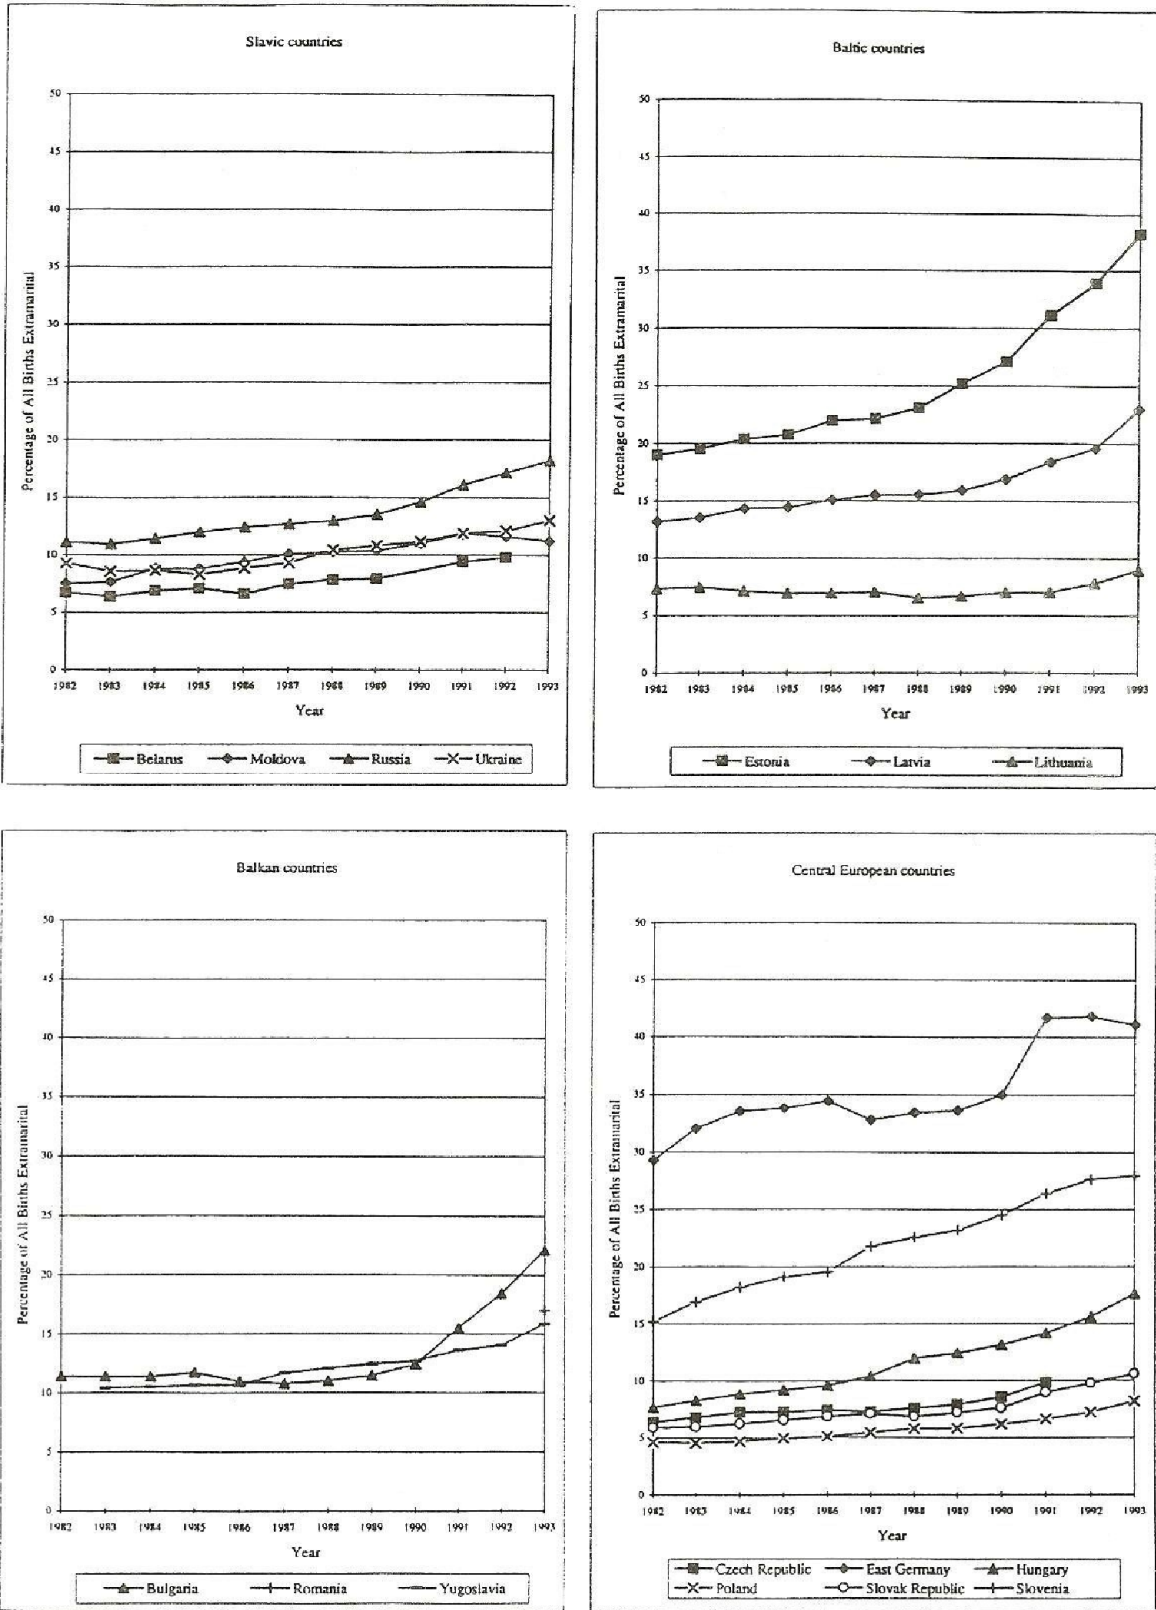 Slavic countries
50
45
40
35
30
25
20
15
10
5
0
Percentage of All Births Extramarital
1982 1983 1984 1985 1986 1987 1988 1989 1990 1991 1992 1993
Year
Belarus Moldova Russia Ukraine
Baltic countries
50
45
40
35
30
25
20
15
10
5
0
Percentage of All Births Extramarital
1982 1983 1984 1985 1986 1987 1988 1989 1990 1991 1992 1993
Year
Estonia Latvia Lithuania
Balkan countries
50
45
40
35
30
25
20
15
10
5
0
Percentage of All Births Extramarital
1982 1983 1984 1985 1986 1987 1988 1989 1990 1991 1992 1993
Year
Bulgaria Romania Yugoslavia
Central European countries
50
45
40
35
30
25
20
15
10
5
0
Percentage of All Births Extramarital
1982 1983 1984 1985 1986 1987 1988 1989 1990 1991 1992 1993
Year
Czech Republic East Germany Hungary
Poland Slovak Republic Slovenia